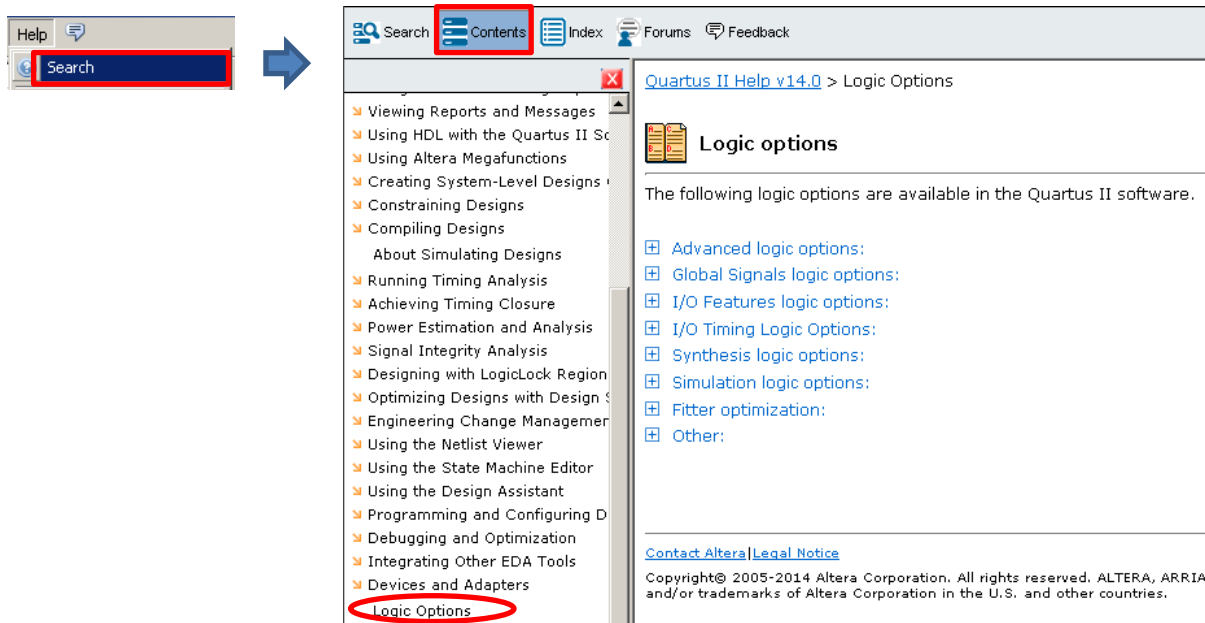 Help
Search
Search Contents Index Forums Feedback
Viewing Reports and Messages
Using HDL with the Quartus II So
Using Altera Megafunctions
Creating System-Level Designs
Constraining Designs
Compiling Designs
About Simulating Designs
Running Timing Analysis
Achieving Timing Closure
Power Estimation and Analysis
Signal Integrity Analysis
Designing with LogicLock Region
Optimizing Designs with Design S
Engineering Change Managemer
Using the Netlist Viewer
Using the State Machine Editor
Using the Design Assistant
Programming and Configuring D
Debugging and Optimization
Integrating Other EDA Tools
Devices and Adapters
Logic Options
Quartus II Help v14.0 > Logic Options
Logic options
The following logic options are available in the Quartus II software.
Advanced logic options:
Global Signals logic options:
I/O Features logic options:
I/O Timing Logic Options:
Synthesis logic options:
Simulation logic options:
Fitter optimization:
Other:
Contact Altera|Legal Notice
Copyright© 2005-2014 Altera Corporation. All rights reserved. ALTERA, ARRIA
and/or trademarks of Altera Corporation in the U.S. and other countries.